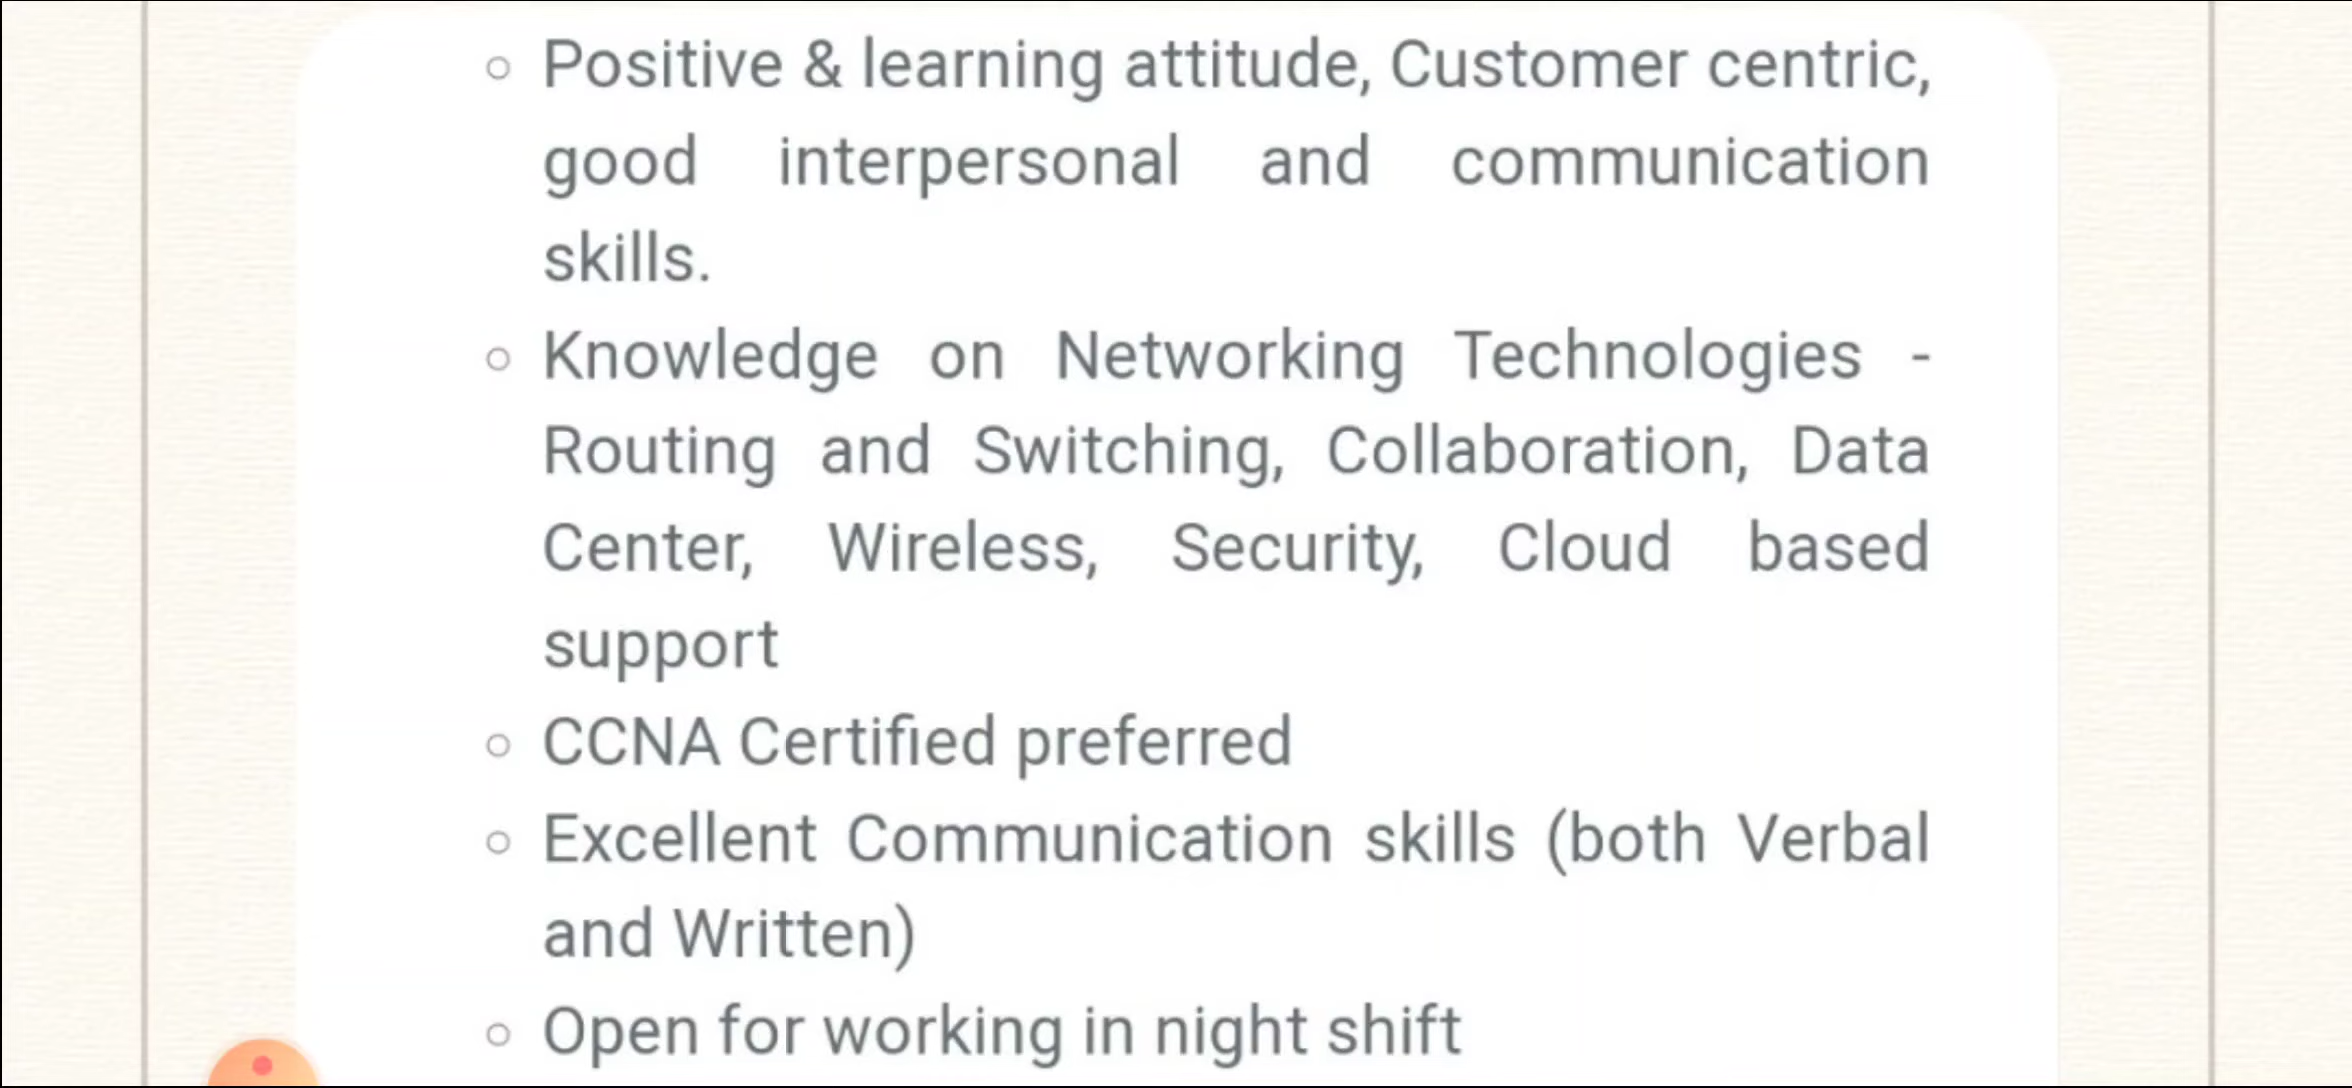 Positive & learning attitude, Customer centric,
good interpersonal and communication
skills.
Knowledge on Networking Technologies -
Routing and Switching, Collaboration, Data
Center, Wireless, Security, Cloud based
support
CCNA Certified preferred
Excellent Communication skills (both Verbal
and Written)
Open for working in night shift